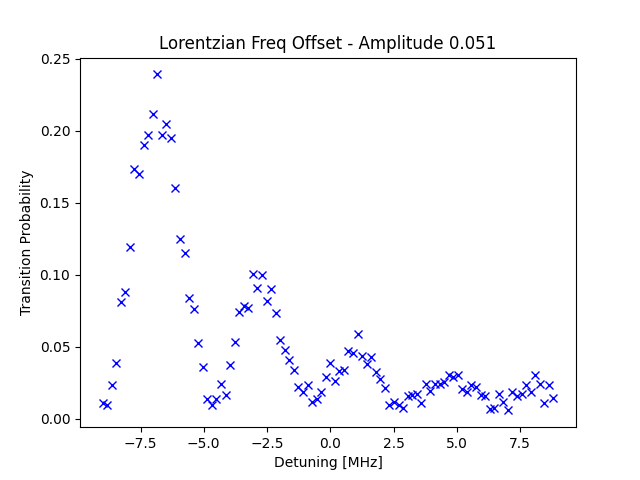 Lorentzian Freq Offset - Amplitude 0.051
Transition Probability
0.25
0.20
0.15
0.10
0.05
0.00
−7.5 −5.0 −2.5 0.0 2.5 5.0 7.5
Detuning [MHz]